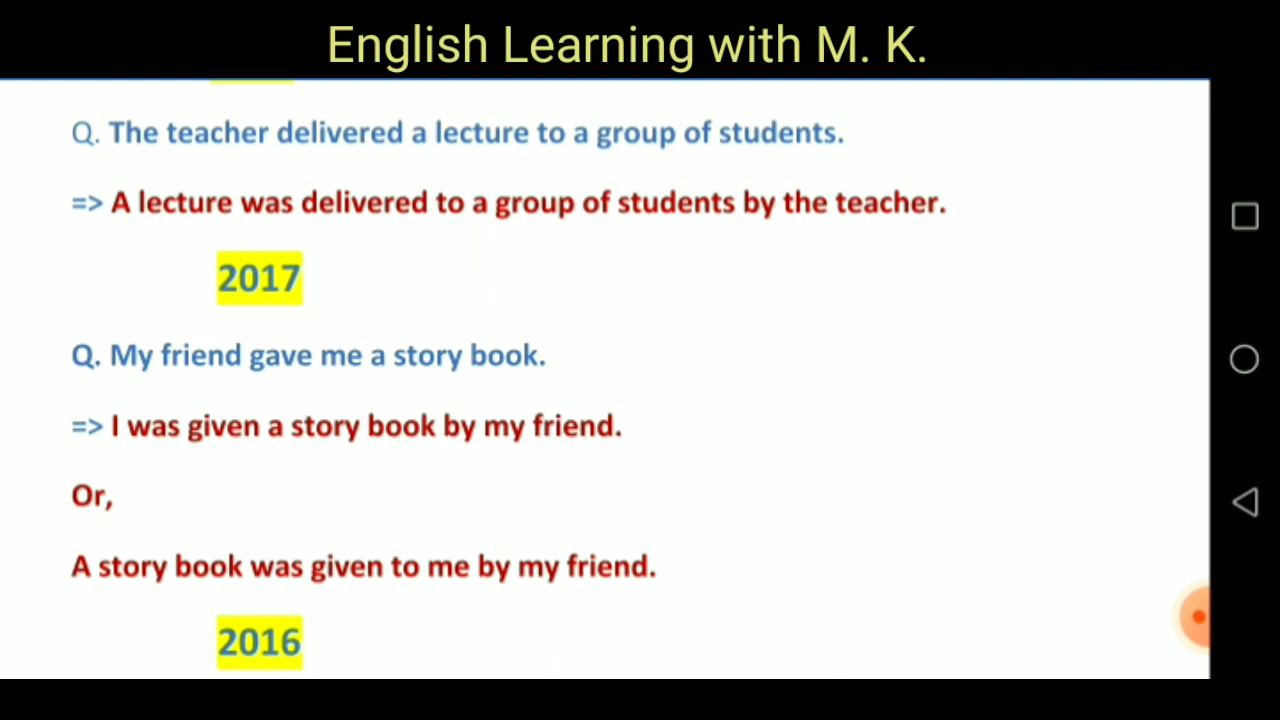 English Learning with M. K.
Q. The teacher delivered a lecture to a group of students.
=> A lecture was delivered to a group of students by the teacher.
2017
Q. My friend gave me a story book.
=> I was given a story book by my friend.
Or,
A story book was given to me by my friend.
2016